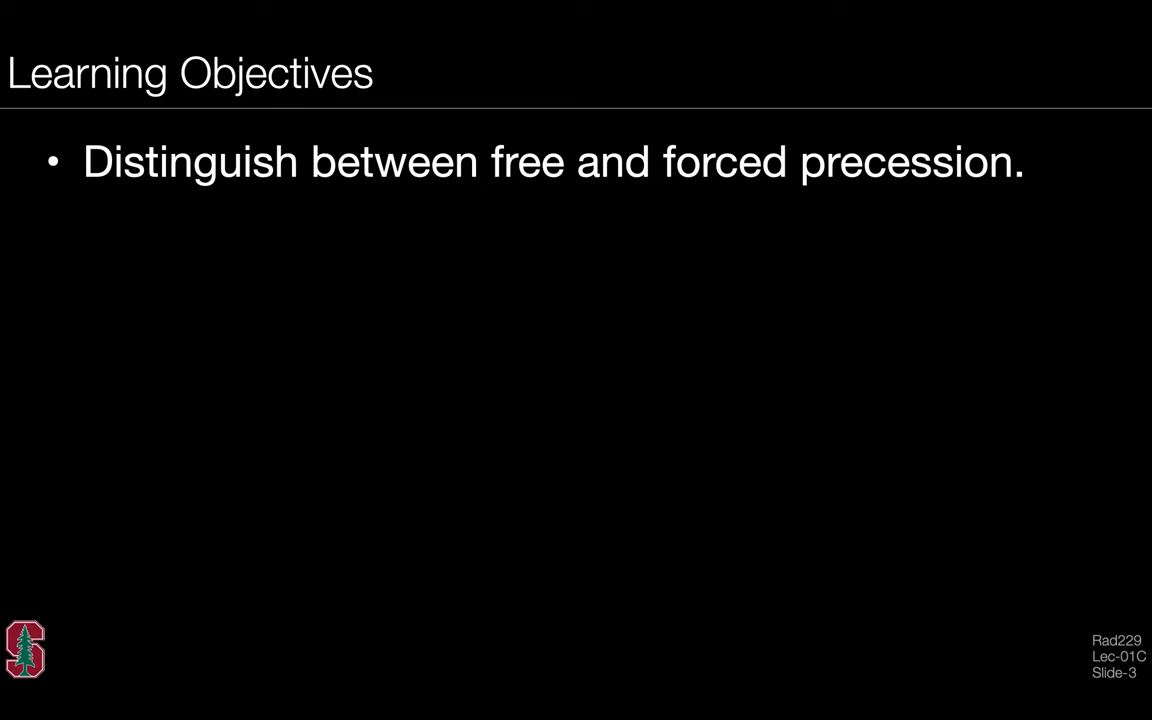 Learning Objectives
• Distinguish between free and forced precession.
Rad229
Lec-01C
Slide-3